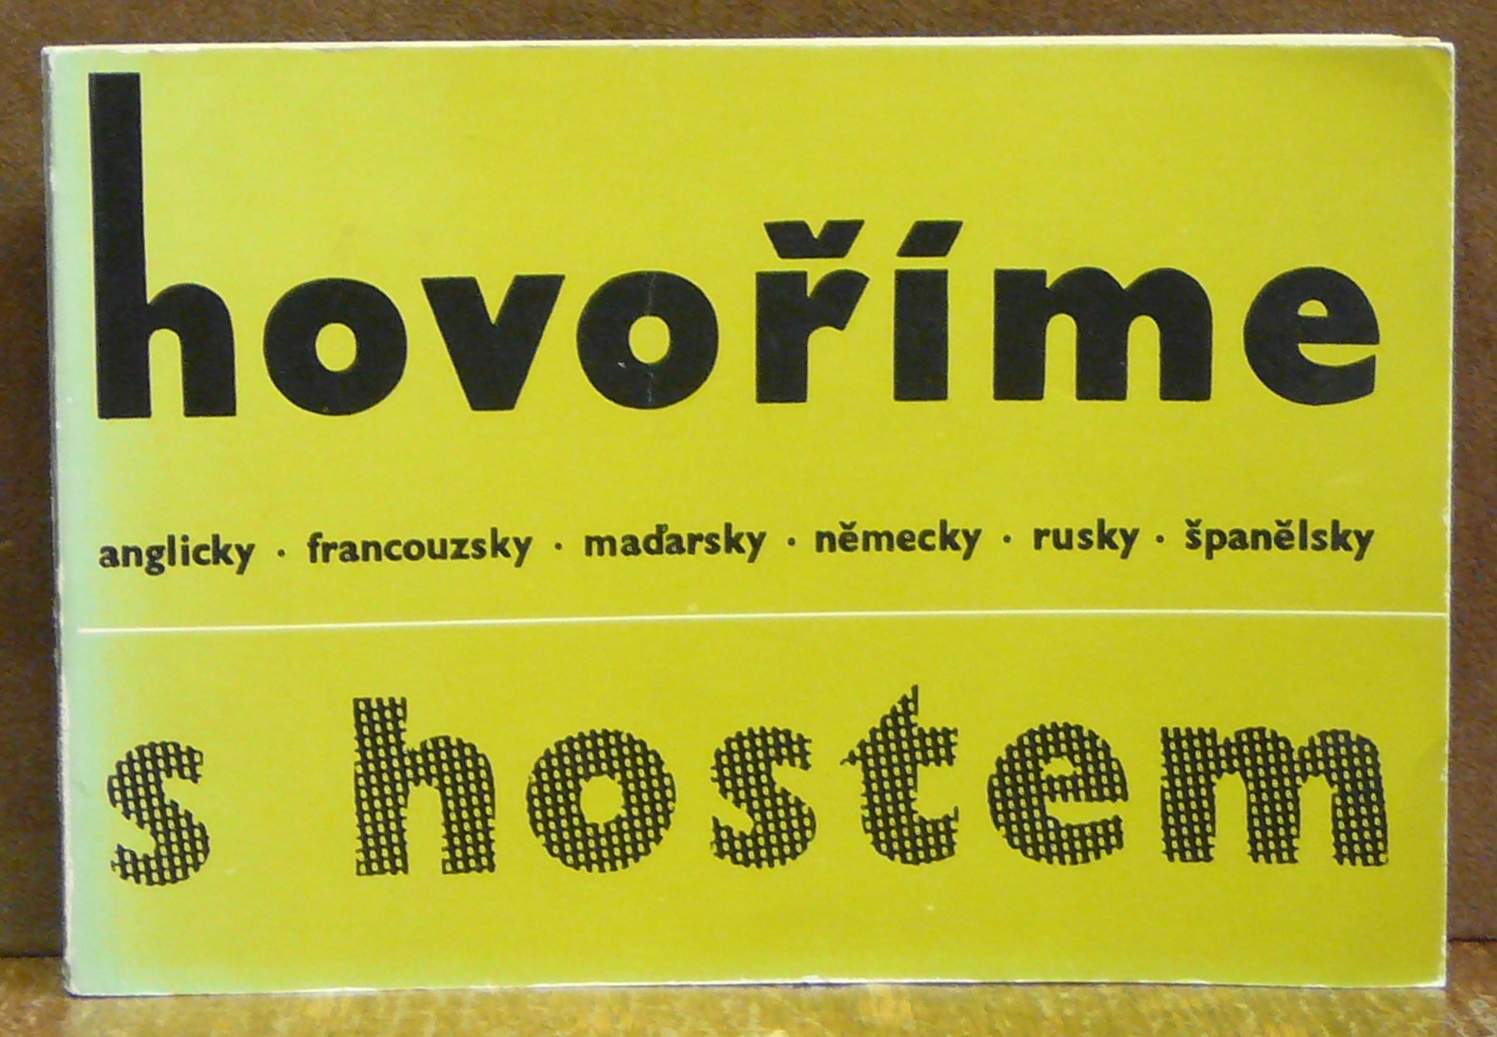 hovoříme
anglicky · francouzsky · maďarsky · německy · rusky · španělsky
s hostem